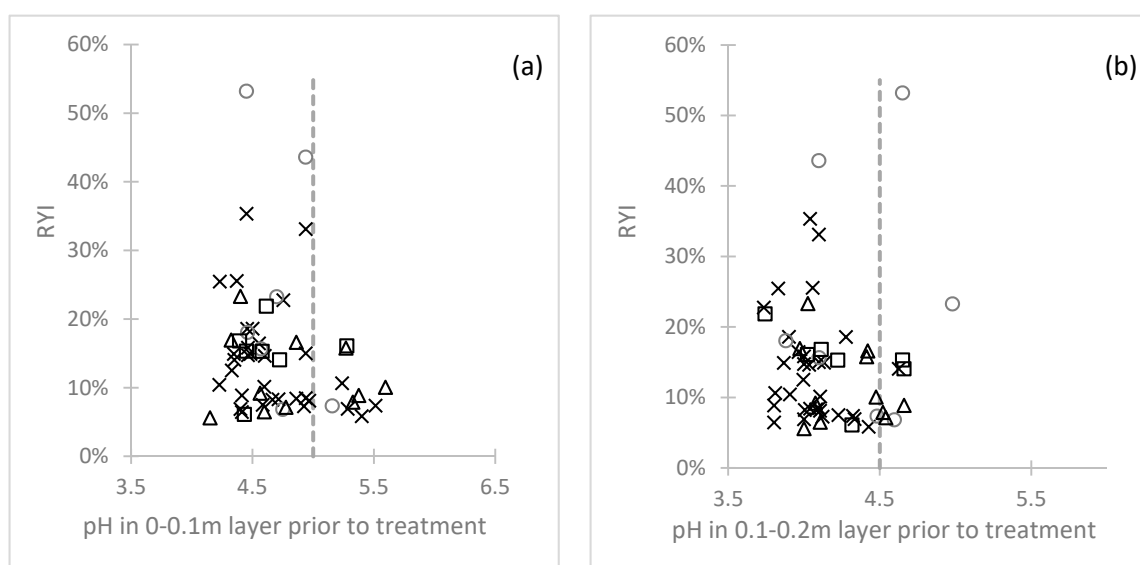 (a)
60%
50%
40%
30%
20%
10%
0%
RYI
3.5 4.5 5.5 6.5
pH in 0-0.1m layer prior to treatment
(b)
60%
50%
40%
30%
20%
10%
0%
RYI
3.5 4.5 5.5
pH in 0.1-0.2m layer prior to treatment